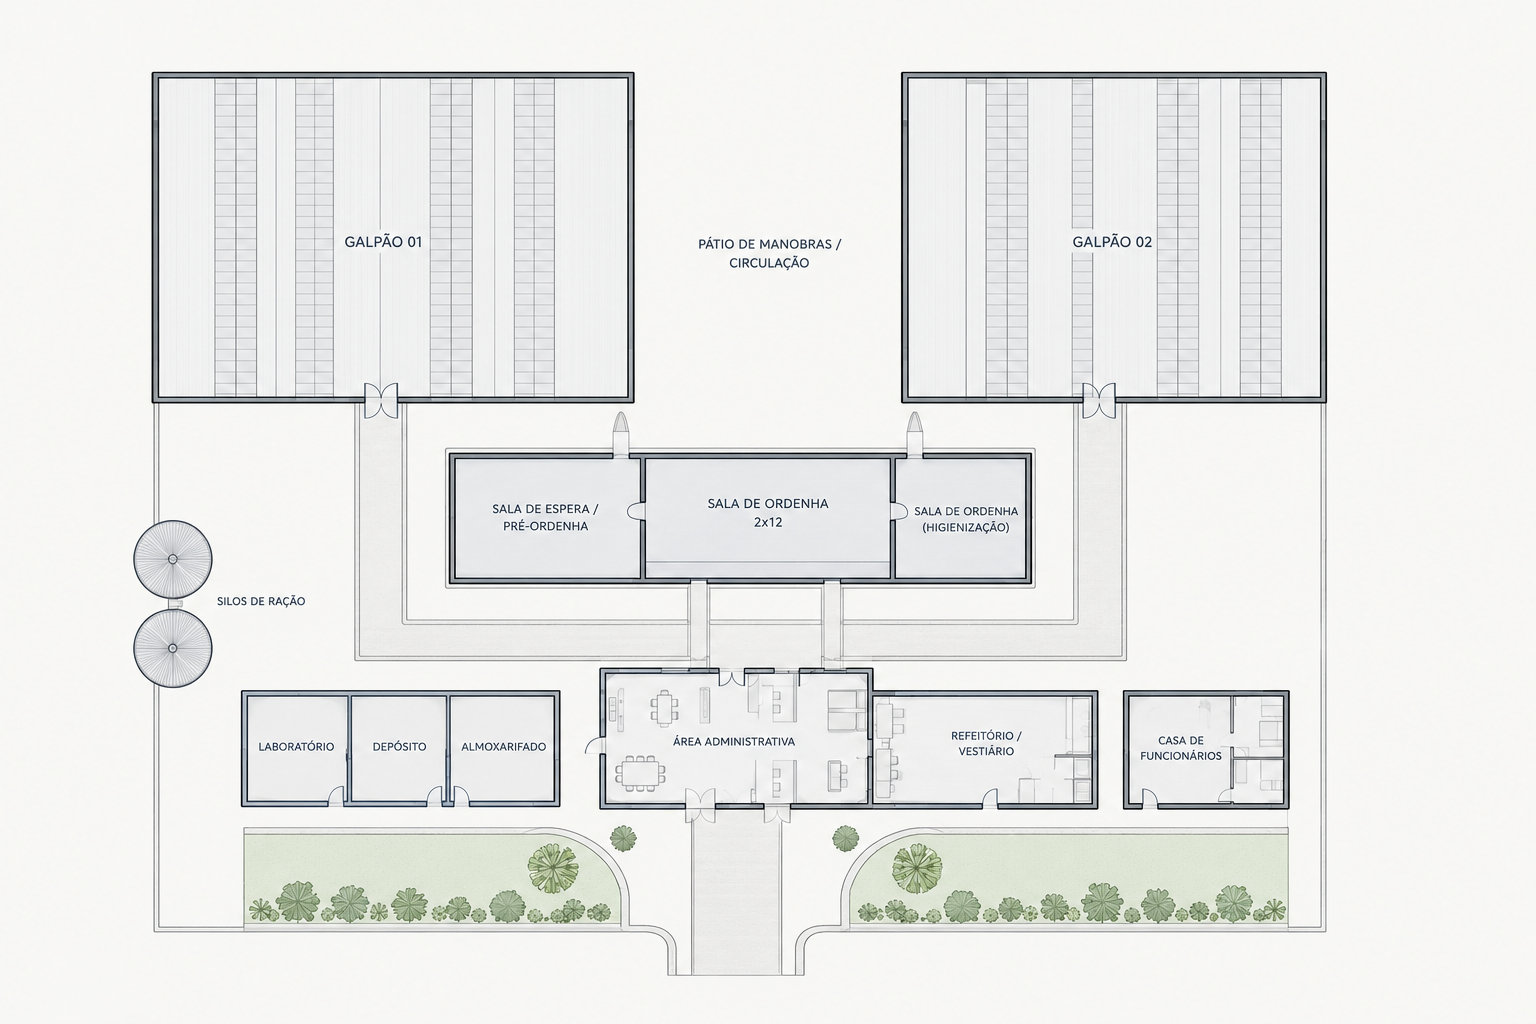 GALPÃO 01
PÁTIO DE MANOBRAS /
CIRCULAÇÃO
GALPÃO 02
SALA DE ESPERA /
PRÉ-ORDENHA
SALA DE ORDENHA
2x12
SALA DE ORDENHA
(HIGIENIZAÇÃO)
SILOS DE RAÇÃO
LABORATÓRIO
DEPÓSITO
ALMOXARIFADO
ÁREA ADMINISTRATIVA
REFEITÓRIO /
VESTIÁRIO
CASA DE
FUNCIONÁRIOS